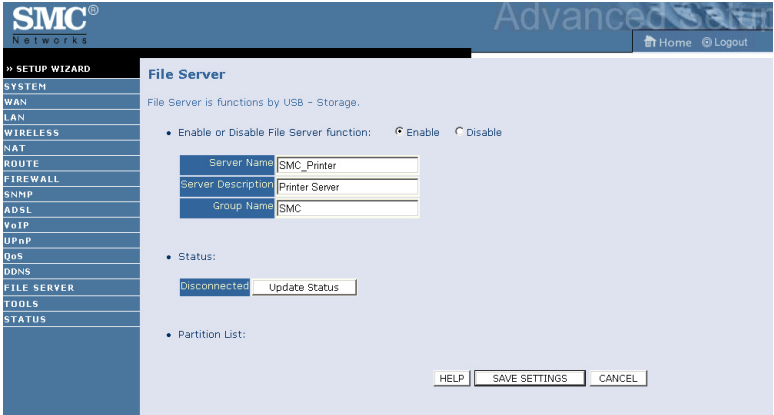 SMC®
Networks
Advanced Setup
Home Logout
» SETUP WIZARD
SYSTEM
WAN
LAN
WIRELESS
NAT
ROUTE
FIREWALL
SNMP
ADSL
VoIP
UPnP
QoS
DDNS
FILE SERVER
TOOLS
STATUS
File Server
File Server is functions by USB - Storage.
• Enable or Disable File Server function: Enable Disable
Server Name SMC_Printer
Server Description Printer Server
Group Name SMC
• Status:
Disconnected Update Status
• Partition List:
HELP SAVE SETTINGS CANCEL